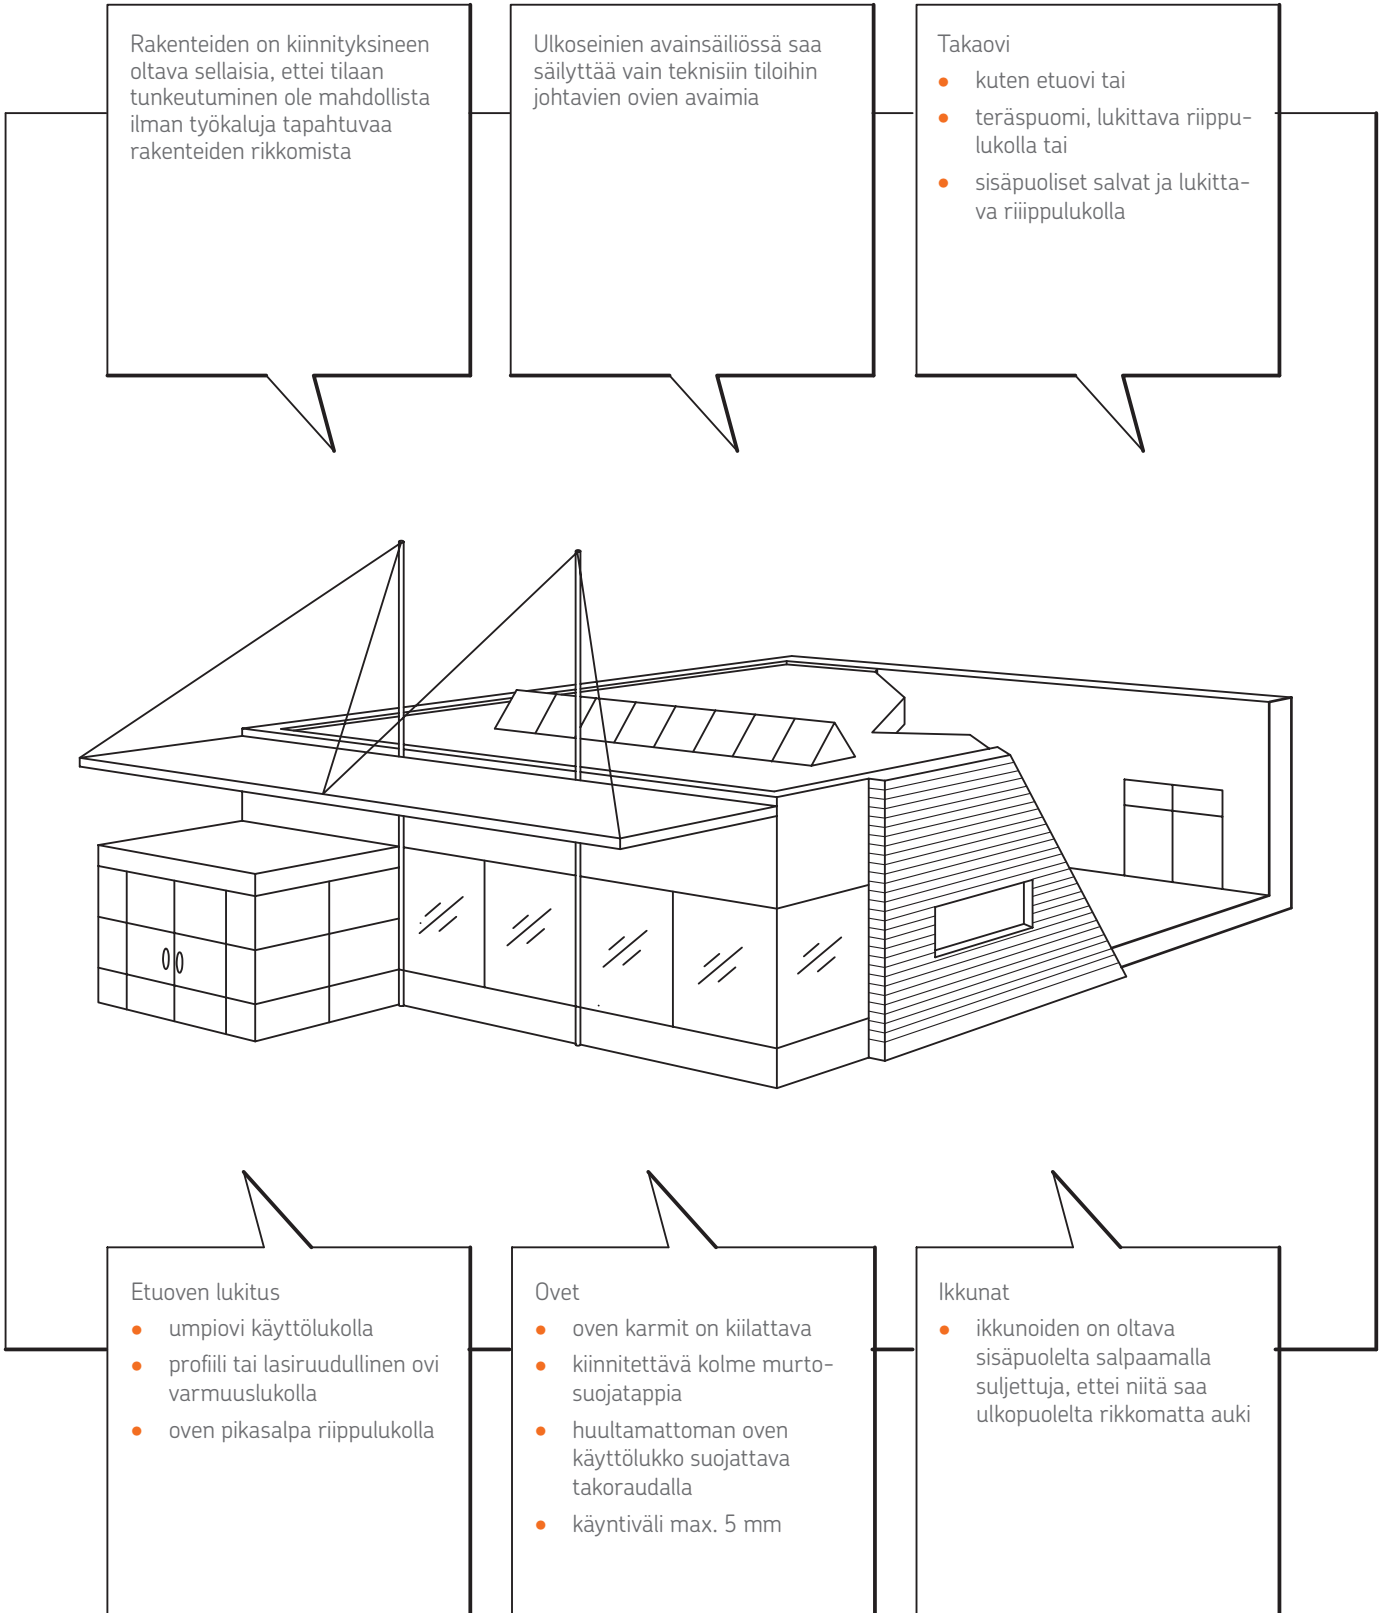 Rakenteiden on kiinnityksineen
oltava sellaisia, ettei tilaan
tunkeutuminen ole mahdollista
ilman työkaluja tapahtuvaa
rakenteiden rikkomista
Ulkoseinien avainsäiliössä saa
säilyttää vain teknisiin tiloihin
johtavien ovien avaimia
Takaovi
• kuten etuovi tai
• teräspuomi, lukittava riippu-
lukolla tai
• sisäpuoliset salvat ja lukitta-
va riiippulukolla
Etuoven lukitus
• umpiovi käyttölukolla
• profiili tai lasiruudullinen ovi
varmuuslukolla
• oven pikasalpa riippulukolla
Ovet
• oven karmit on kiilattava
• kiinnitettävä kolme murto-
suojatappia
• huultamattoman oven
käyttölukko suojattava
takoraudalla
• käyntiväli max. 5 mm
Ikkunat
• ikkunoiden on oltava
sisäpuolelta salpaamalla
suljettuja, ettei niitä saa
ulkopuolelta rikkomatta auki